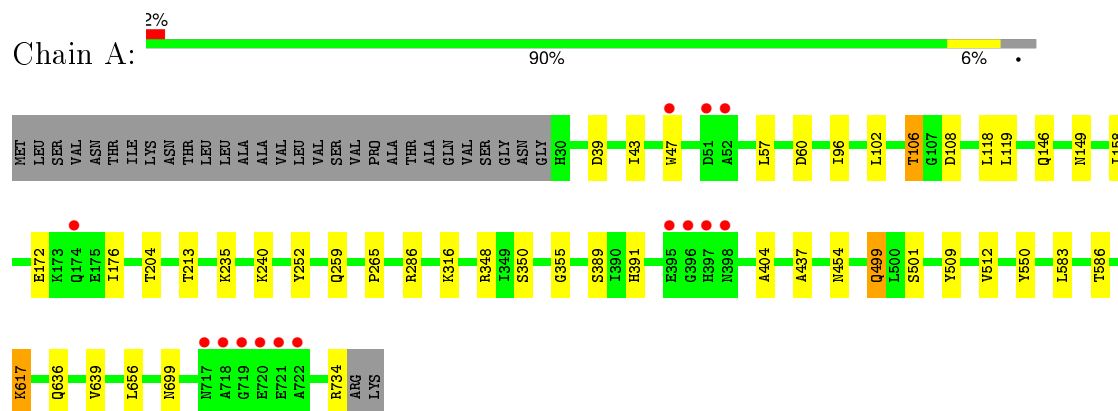 2%
Chain A:
90%
6%
MET LEU SER VAL ASN THR ILE LYS ASN THR LEU LEU ALA ALA VAL LEU VAL SER VAL PRO ALA THR ALA GLN VAL SER GLY ASN GLY H30 D39 I43 W47 D51 A52 L57 D60 I96 L102 T106 G107 D108 L118 L119 Q146 N149
E172 K173 Q174 E175 I176 T204 T213 K235 K240 Y252 Q259 P265 R286 K316 R348 I349 S350 G355 S389 I390 H391 E395 G396 H397 N398 A404 A437 N454 Q499 L500 S501 Y509 V512 Y550 L583 T586
K617 Q636 V639 L656 N699 N717 A718 G719 E720 E721 A722 R734 ARG LYS